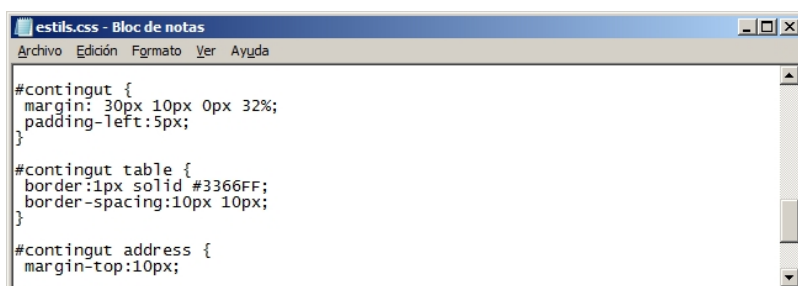 estils.css - Bloc de notas
Archivo Edición Formato Ver Ayuda
#contingut {
 margin: 30px 10px 0px 32%;
 padding-left:5px;
}
#contingut table {
 border:1px solid #3366FF;
 border-spacing:10px 10px;
}
#contingut address {
 margin-top:10px;